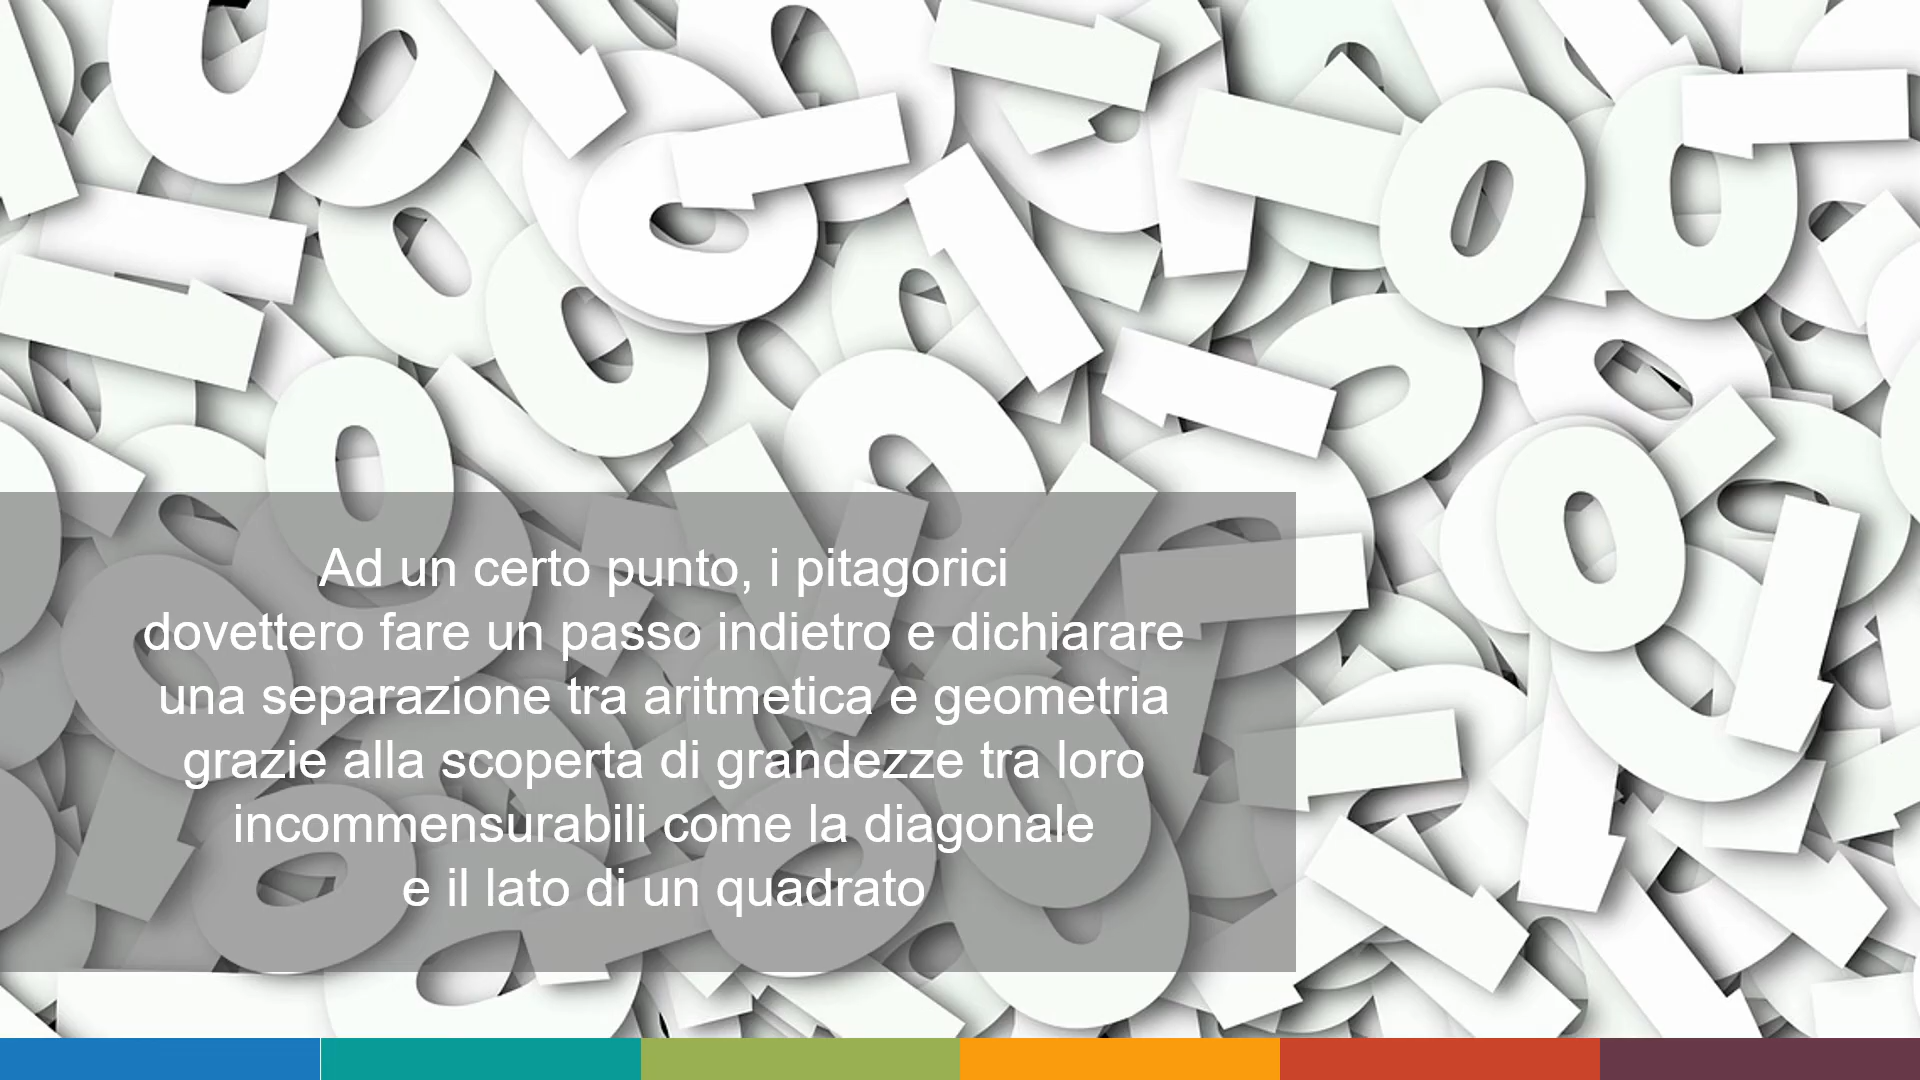 Ad un certo punto, i pitagorici
dovettero fare un passo indietro e dichiarare
una separazione tra aritmetica e geometria
grazie alla scoperta di grandezze tra loro
incommensurabili come la diagonale
e il lato di un quadrato